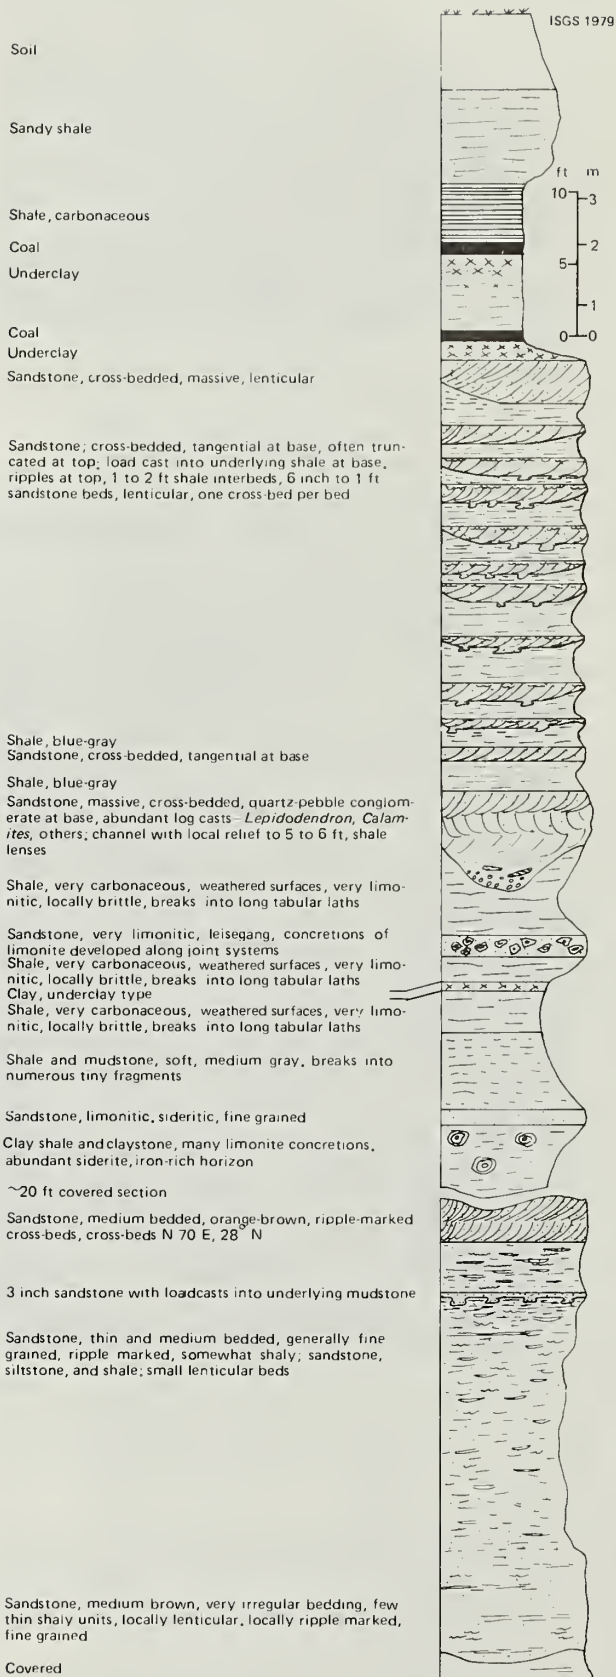 ISGS 1979
Soil
Sandy shale
ft m
10 3
Shale, carbonaceous
Coal
2
5
Underclay
1
Coal
0 0
Underclay
Sandstone, cross-bedded, massive, lenticular
Sandstone; cross-bedded, tangential at base, often trun-
cated at top; load cast into underlying shale at base,
ripples at top, 1 to 2 ft shale interbeds, 6 inch to 1 ft
sandstone beds, lenticular, one cross-bed per bed
Shale, blue-gray
Sandstone, cross-bedded, tangential at base
Shale, blue-gray
Sandstone, massive, cross-bedded, quartz-pebble conglom-
erate at base, abundant log casts—Lepidodendron, Calam-
ites, others; channel with local relief to 5 to 6 ft, shale
lenses
Shale, very carbonaceous, weathered surfaces, very limo-
nitic, locally brittle, breaks into long tabular laths
Sandstone, very limonitic, leisegang, concretions of
limonite developed along joint systems
Shale, very carbonaceous, weathered surfaces, very limo-
nitic, locally brittle, breaks into long tabular laths
Clay, underclay type
Shale, very carbonaceous, weathered surfaces, very limo-
nitic, locally brittle, breaks into long tabular laths
Shale and mudstone, soft, medium gray, breaks into
numerous tiny fragments
Sandstone, limonitic, sideritic, fine grained
Clay shale and claystone, many limonite concretions,
abundant siderite, iron-rich horizon
~20 ft covered section
Sandstone, medium bedded, orange-brown, ripple-marked
cross-beds, cross-beds N 70 E, 28° N
3 inch sandstone with loadcasts into underlying mudstone
Sandstone, thin and medium bedded, generally fine
grained, ripple marked, somewhat shaly; sandstone,
siltstone, and shale; small lenticular beds
Sandstone, medium brown, very irregular bedding, few
thin shaly units, locally lenticular, locally ripple marked,
fine grained
Covered